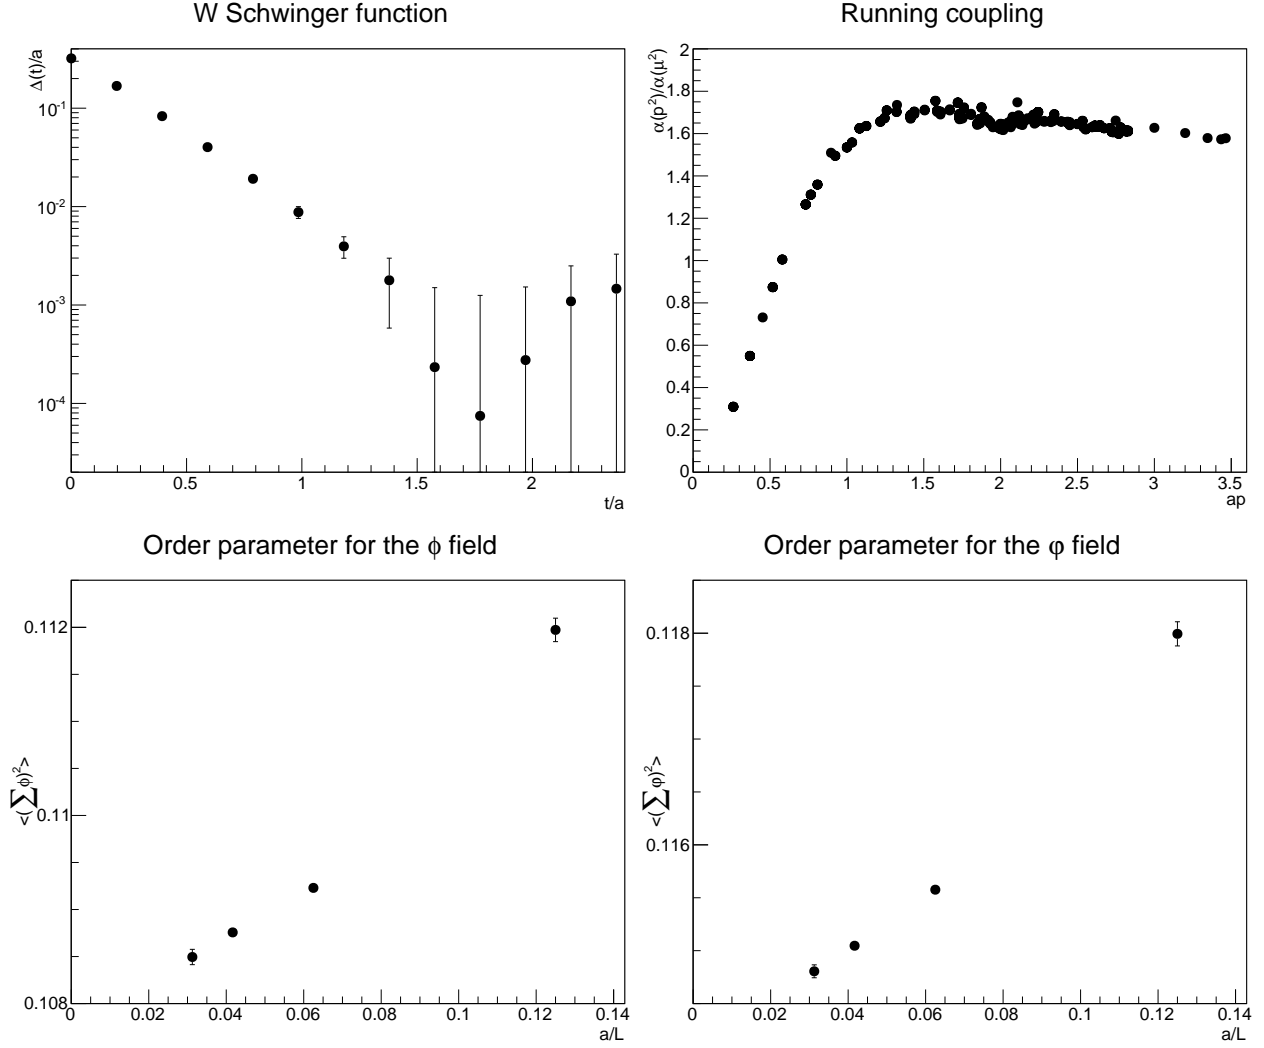 W Schwinger function
Δ(t)/a
10⁻¹
10⁻²
10⁻³
10⁻⁴
0 0.5 1 1.5 2
t/a
Running coupling
α(p²)/α(μ²)
2
1.8
1.6
1.4
1.2
1
0.8
0.6
0.4
0.2
0
0 0.5 1 1.5 2 2.5 3 3.5
ap
Order parameter for the ϕ field
<(∑ϕ)²>
0.112
0.11
0.108
0 0.02 0.04 0.06 0.08 0.1 0.12 0.14
a/L
Order parameter for the φ field
<(∑φ)²>
0.118
0.116
0 0.02 0.04 0.06 0.08 0.1 0.12 0.14
a/L